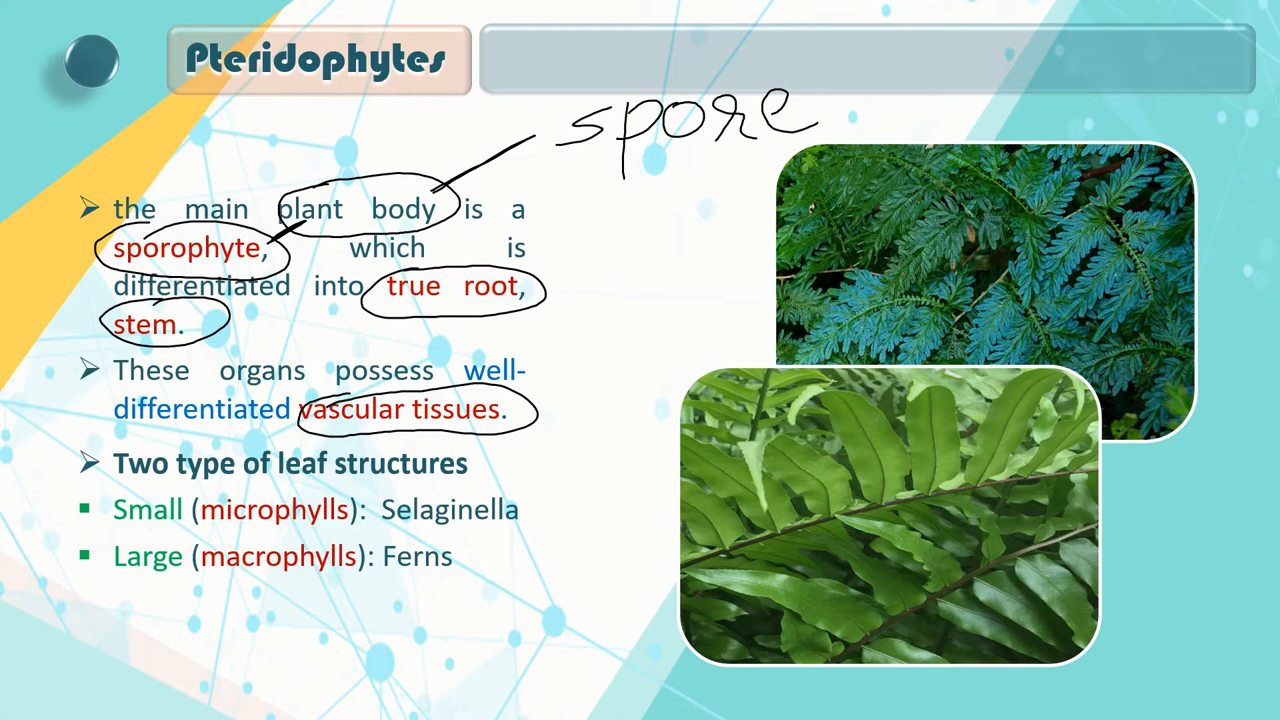 Pteridophytes
spore
the main plant body is a
sporophyte, which is
differentiated into true root,
stem.
These organs possess well-
differentiated vascular tissues.
Two type of leaf structures
Small (microphylls): Selaginella
Large (macrophylls): Ferns